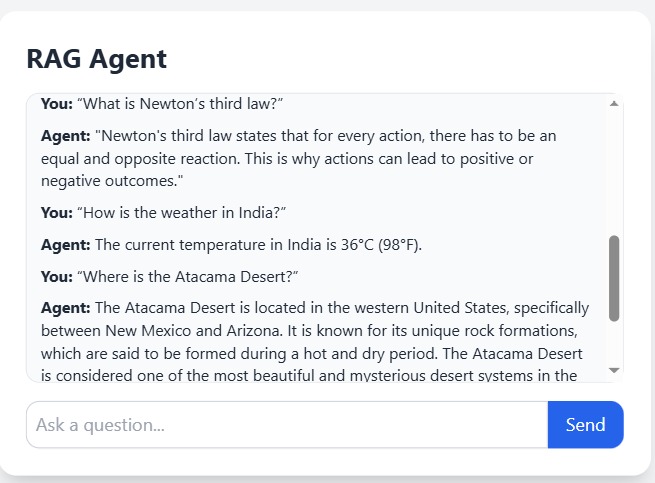 RAG Agent
You: “What is Newton’s third law?”
Agent: "Newton's third law states that for every action, there has to be an
equal and opposite reaction. This is why actions can lead to positive or
negative outcomes."
You: “How is the weather in India?”
Agent: The current temperature in India is 36°C (98°F).
You: “Where is the Atacama Desert?”
Agent: The Atacama Desert is located in the western United States, specifically
between New Mexico and Arizona. It is known for its unique rock formations,
which are said to be formed during a hot and dry period. The Atacama Desert
is considered one of the most beautiful and mysterious desert systems in the
Ask a question...
Send